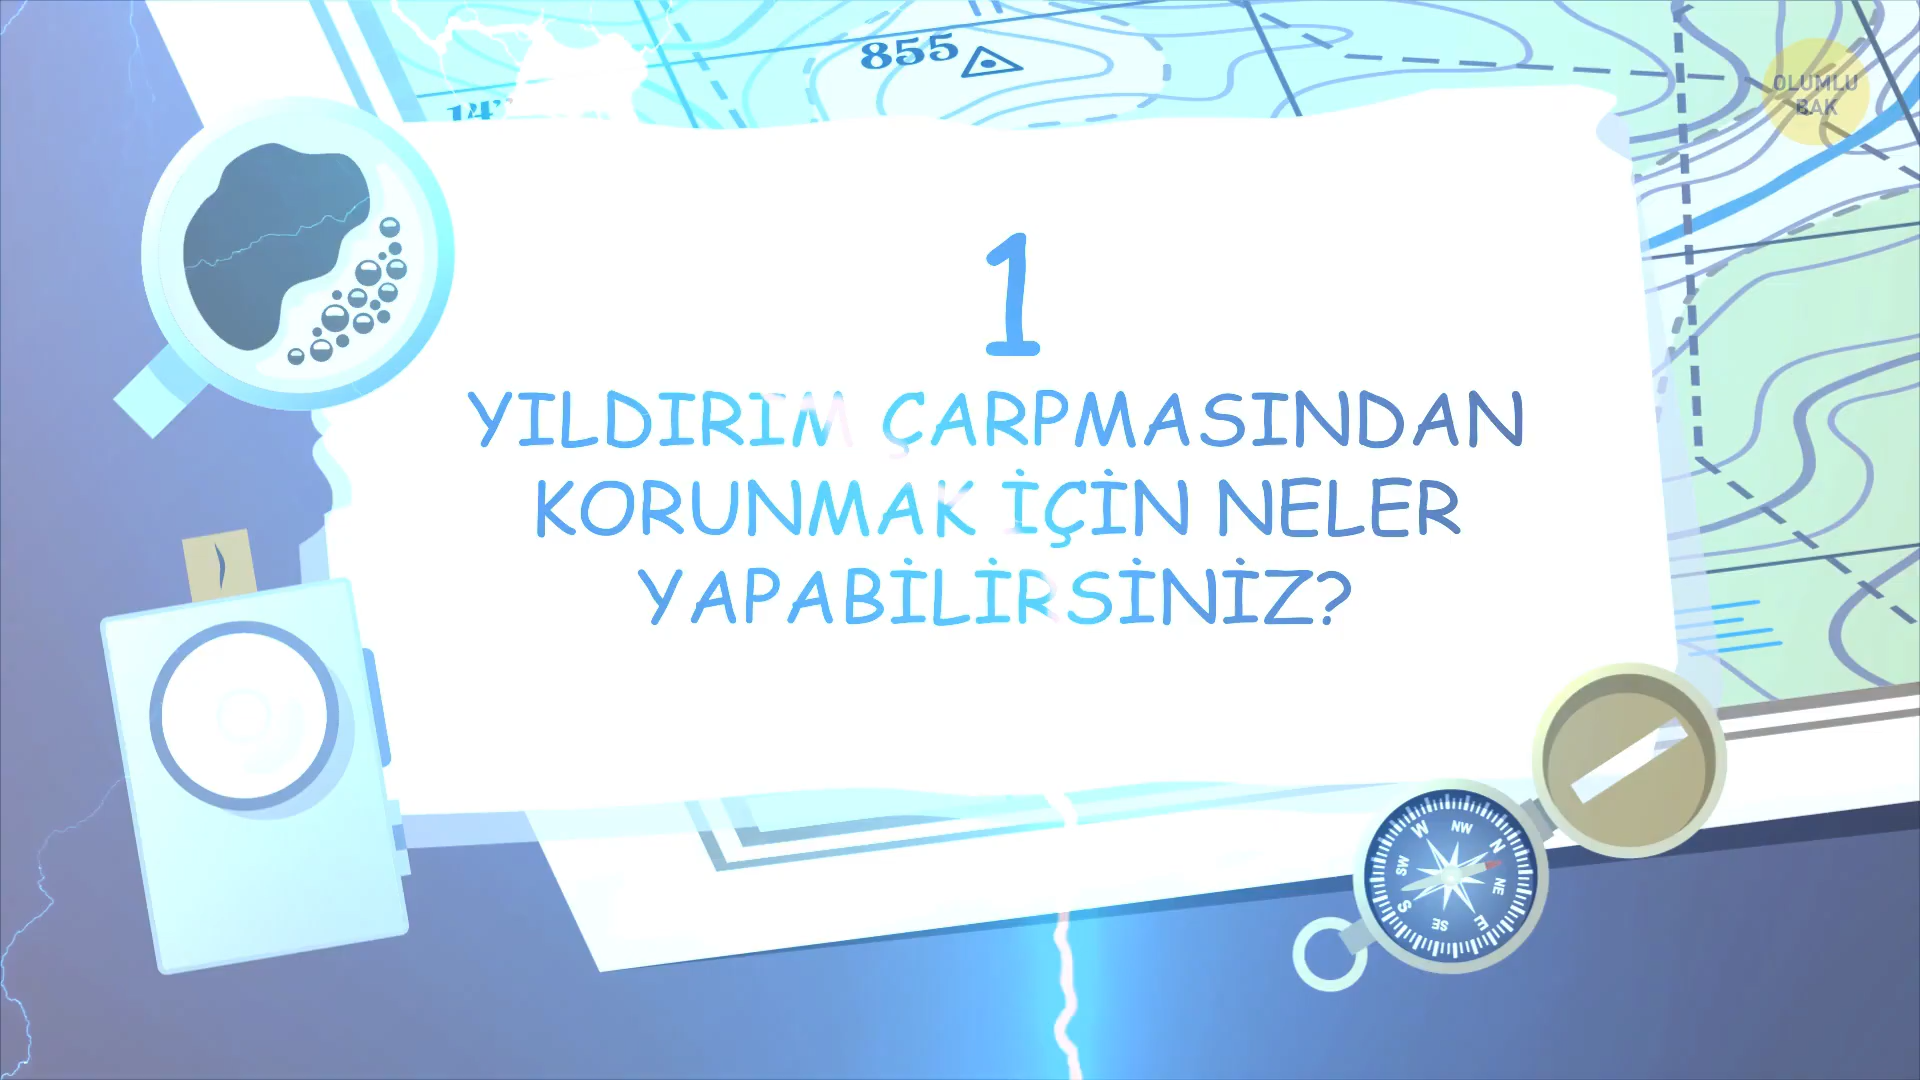 855
OLUMLU
BAK
1
YILDIRIM ÇARPMASINDAN
KORUNMAK İÇİN NELER
YAPABİLİRSİNİZ?
W
NW
N
NE
E
SE
S
SW